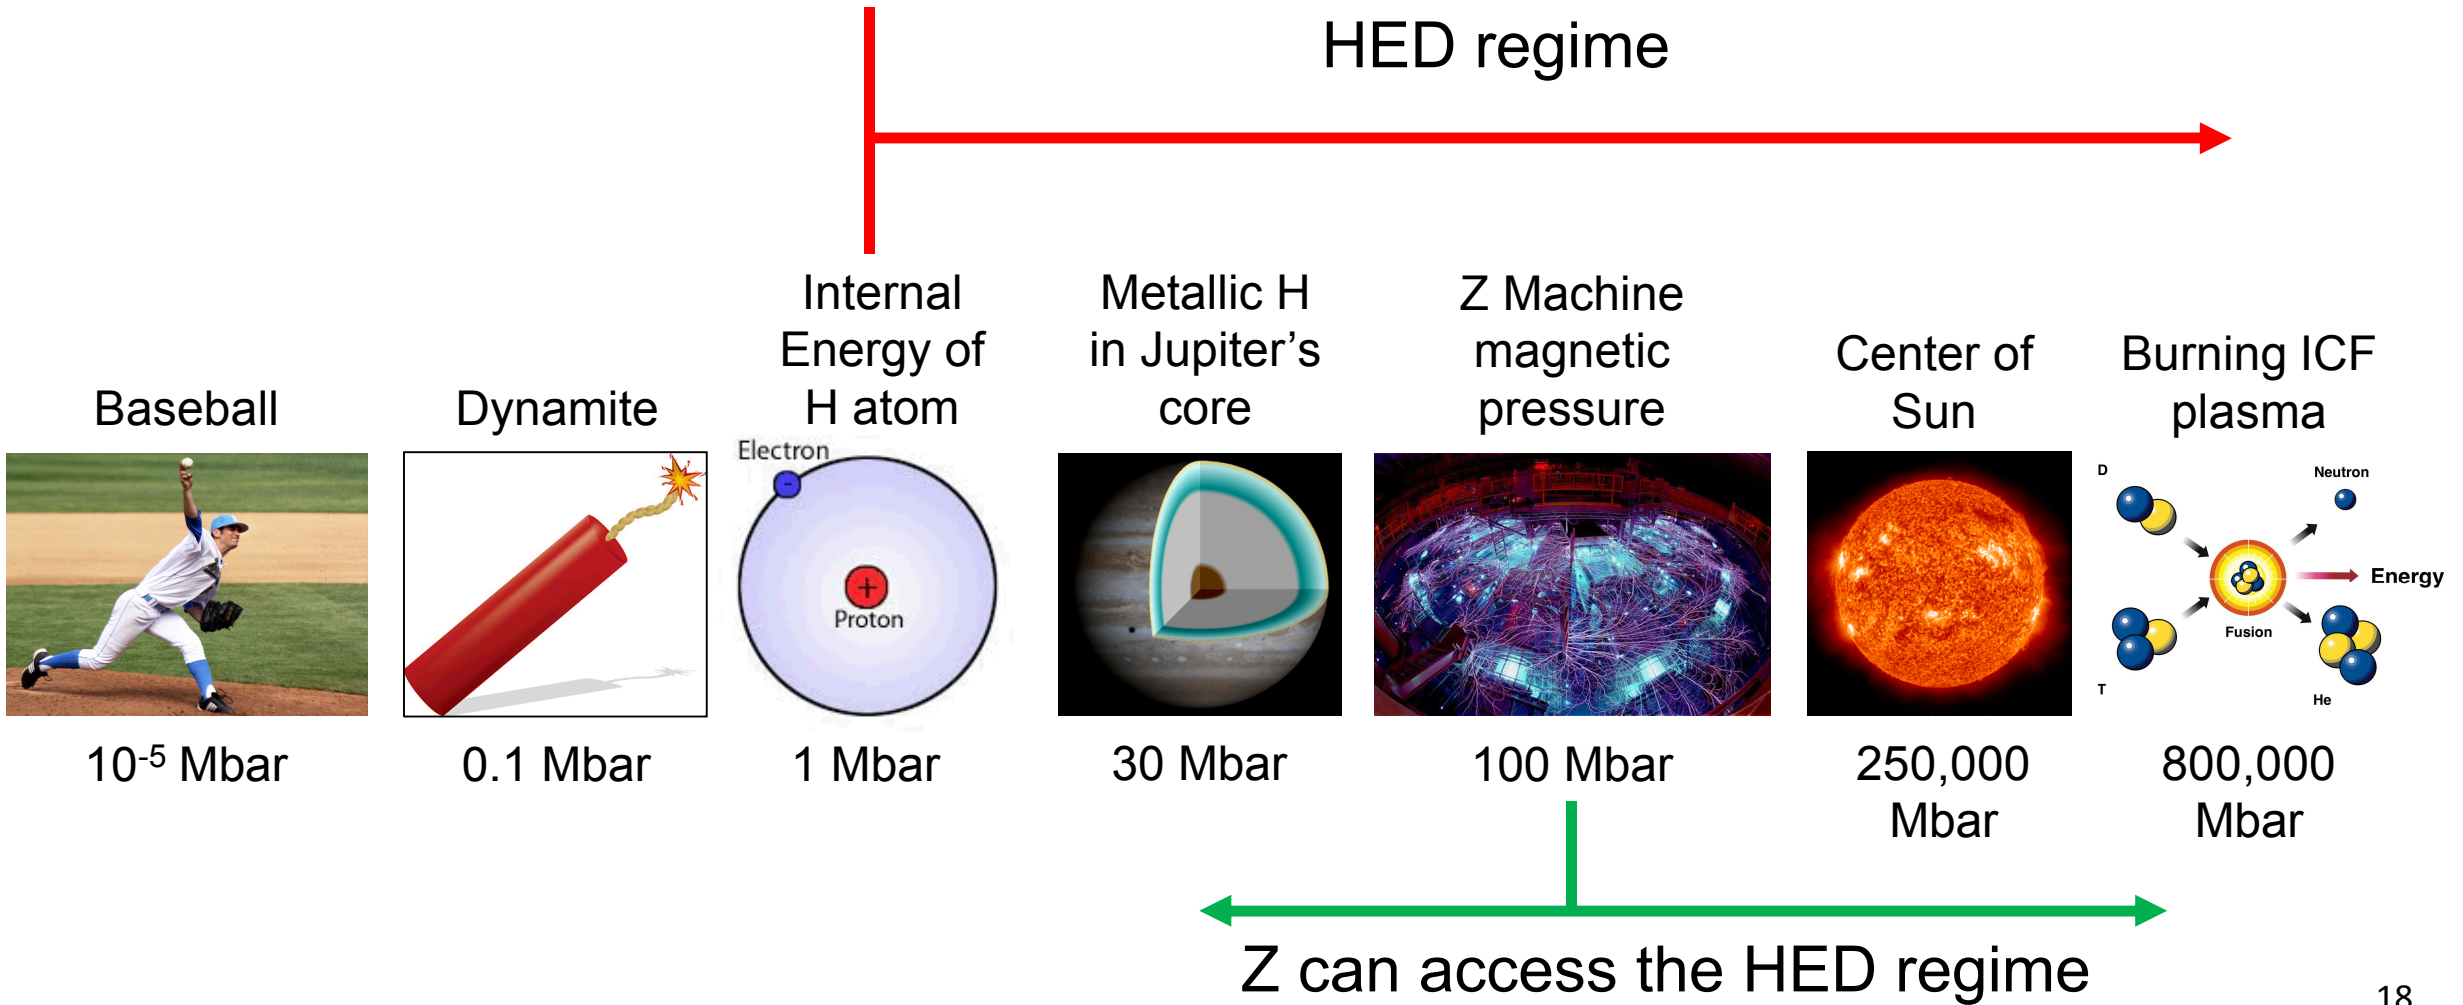 HED regime
Baseball
Dynamite
Internal
Energy of
H atom
Metallic H
in Jupiter’s
core
Z Machine
magnetic
pressure
Center of
Sun
Burning ICF
plasma
Electron
-
+
Proton
D
T
Neutron
Energy
Fusion
He
10⁻⁵ Mbar
0.1 Mbar
1 Mbar
30 Mbar
100 Mbar
250,000
Mbar
800,000
Mbar
Z can access the HED regime
18